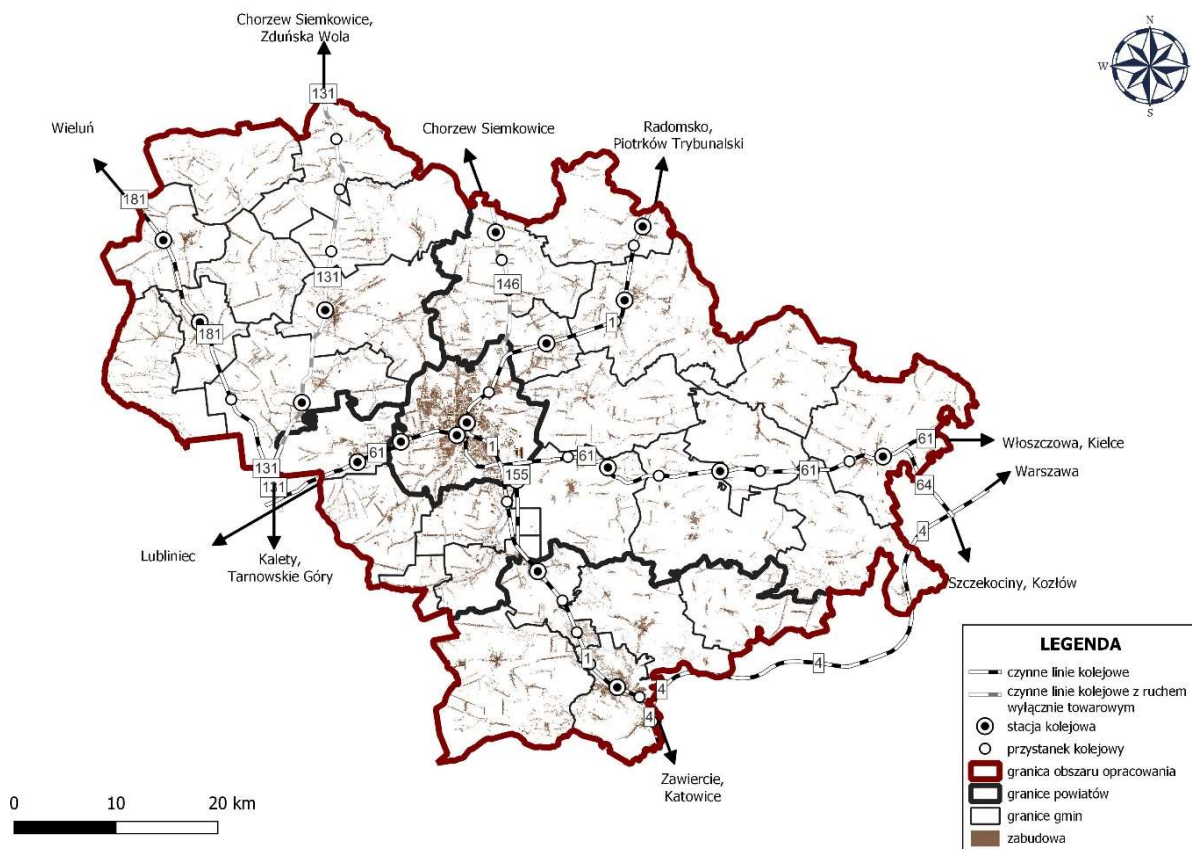 Chorzew Siemkowice,
Zduńska Wola
N
W
E
S
131
Wieluń
Chorzew Siemkowice
Radomsko,
Piotrków Trybunalski
181
131
146
181
1
61
1
61
155
61
61
Włoszczowa, Kielce
64
Warszawa
131
131
4
Lubliniec
Kalety,
Tarnowskie Góry
Szczekociny, Kozłów
1
4
4
4
Zawiercie,
Katowice
LEGENDA
czynne linie kolejowe
czynne linie kolejowe z ruchem
wyłącznie towarowym
stacja kolejowa
przystanek kolejowy
granica obszaru opracowania
granice powiatów
granice gmin
zabudowa
0 10 20 km